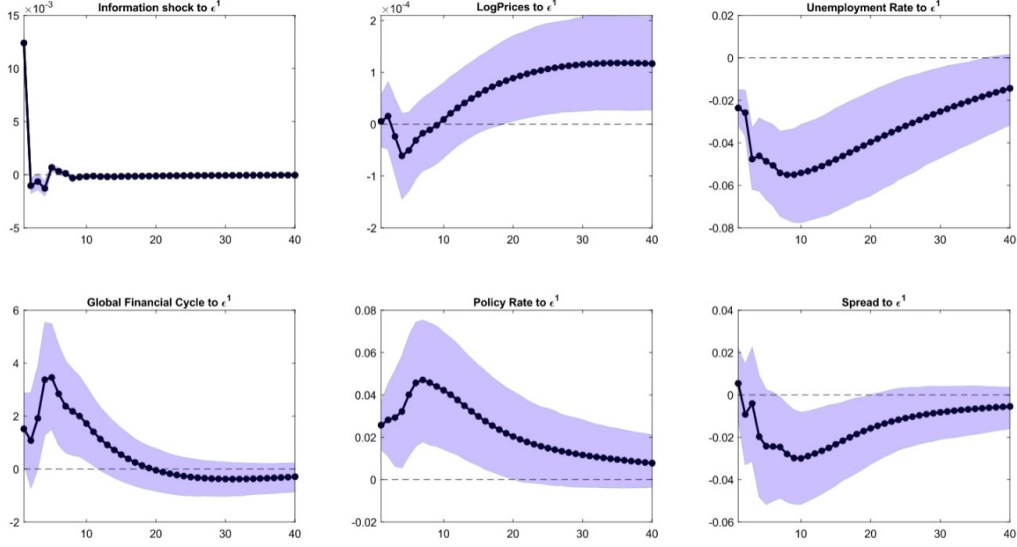 Information shock to ϵ¹
LogPrices to ϵ¹
Unemployment Rate to ϵ¹
15 ×10⁻³
10
5
0
-5
10 20 30 40
2 ×10⁻⁴
1
0
-1
-2
10 20 30 40
0.02
0
-0.02
-0.04
-0.06
-0.08
10 20 30 40
Global Financial Cycle to ϵ¹
Policy Rate to ϵ¹
Spread to ϵ¹
6
4
2
0
-2
10 20 30 40
0.08
0.06
0.04
0.02
0
-0.02
10 20 30 40
0.04
0.02
0
-0.02
-0.04
-0.06
10 20 30 40